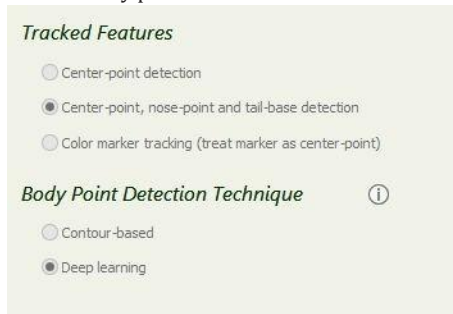 Tracked Features
Center-point detection
Center-point, nose-point and tail-base detection
Color marker tracking (treat marker as center-point)
Body Point Detection Technique
Contour-based
Deep learning